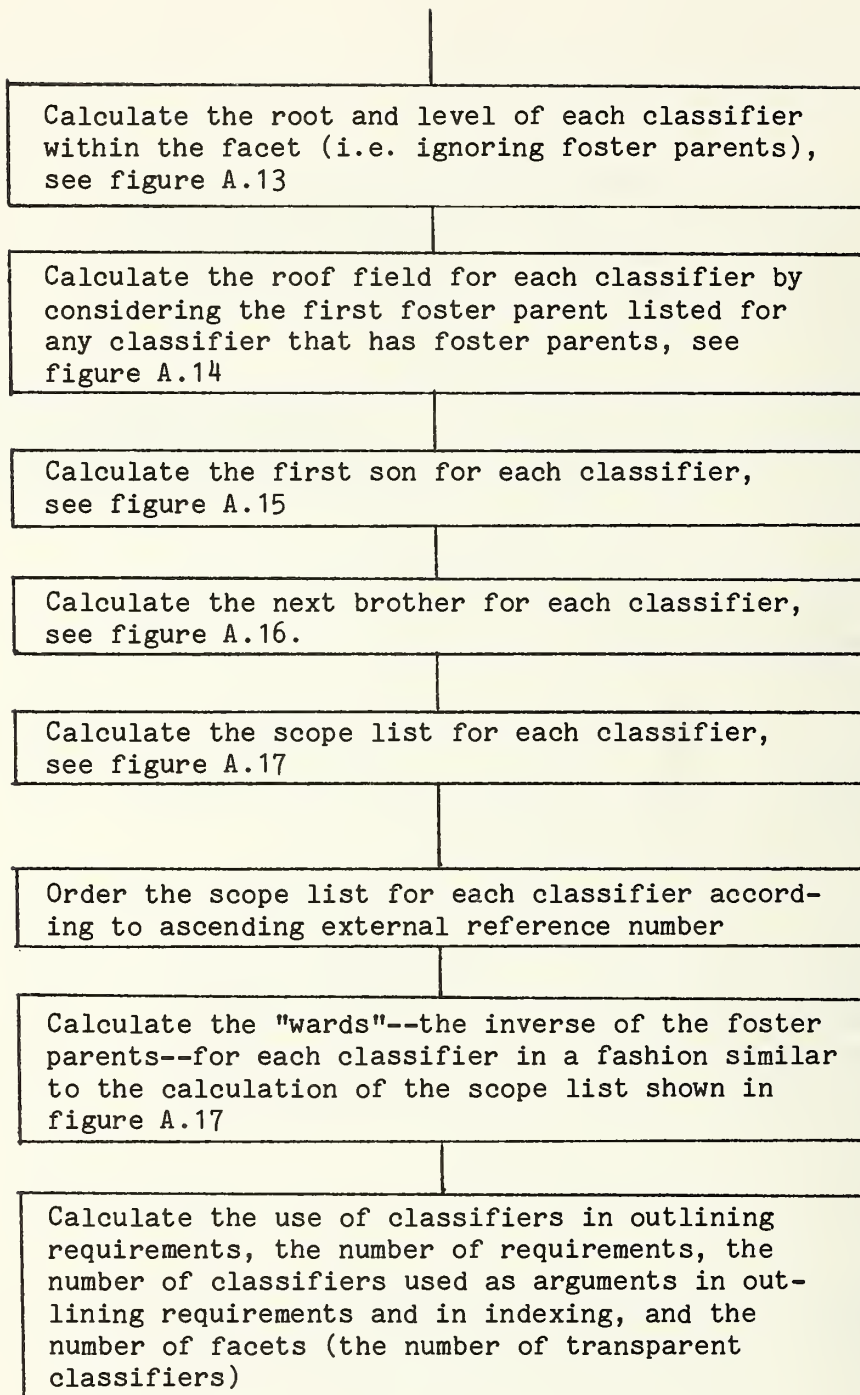 Calculate the root and level of each classifier
within the facet (i.e. ignoring foster parents),
see figure A.13
Calculate the roof field for each classifier by
considering the first foster parent listed for
any classifier that has foster parents, see
figure A.14
Calculate the first son for each classifier,
see figure A.15
Calculate the next brother for each classifier,
see figure A.16.
Calculate the scope list for each classifier,
see figure A.17
Order the scope list for each classifier accord-
ing to ascending external reference number
Calculate the "wards"--the inverse of the foster
parents--for each classifier in a fashion similar
to the calculation of the scope list shown in
figure A.17
Calculate the use of classifiers in outlining
requirements, the number of requirements, the
number of classifiers used as arguments in out-
lining requirements and in indexing, and the
number of facets (the number of transparent
classifiers)